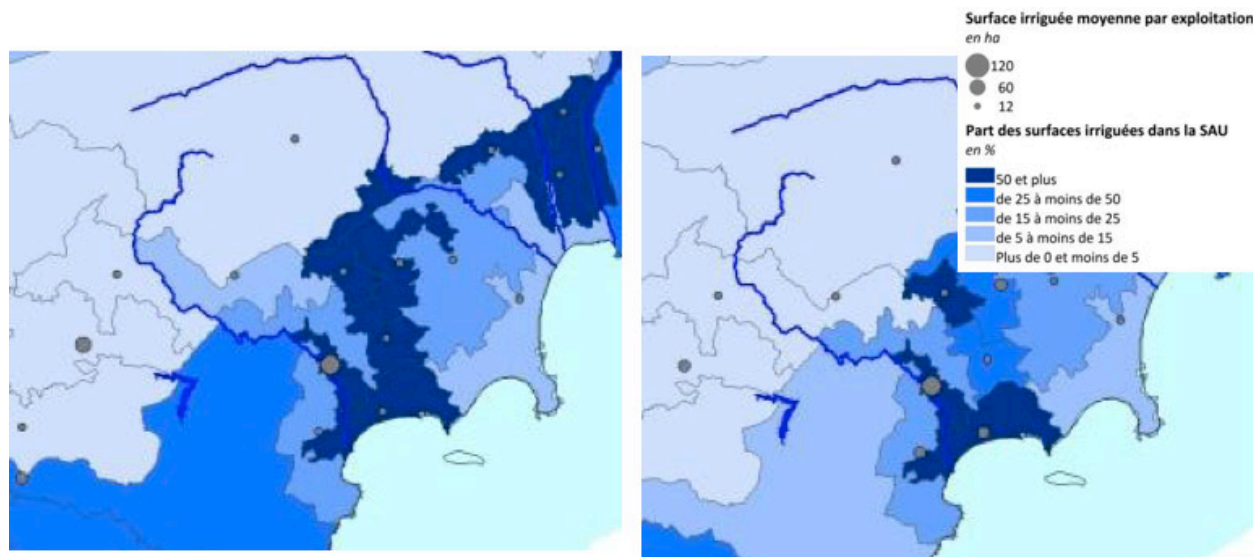 Surface irriguée moyenne par exploitation
en ha
120
60
12
Part des surfaces irriguées dans la SAU
en %
50 et plus
de 25 à moins de 50
de 15 à moins de 25
de 5 à moins de 15
Plus de 0 et moins de 5